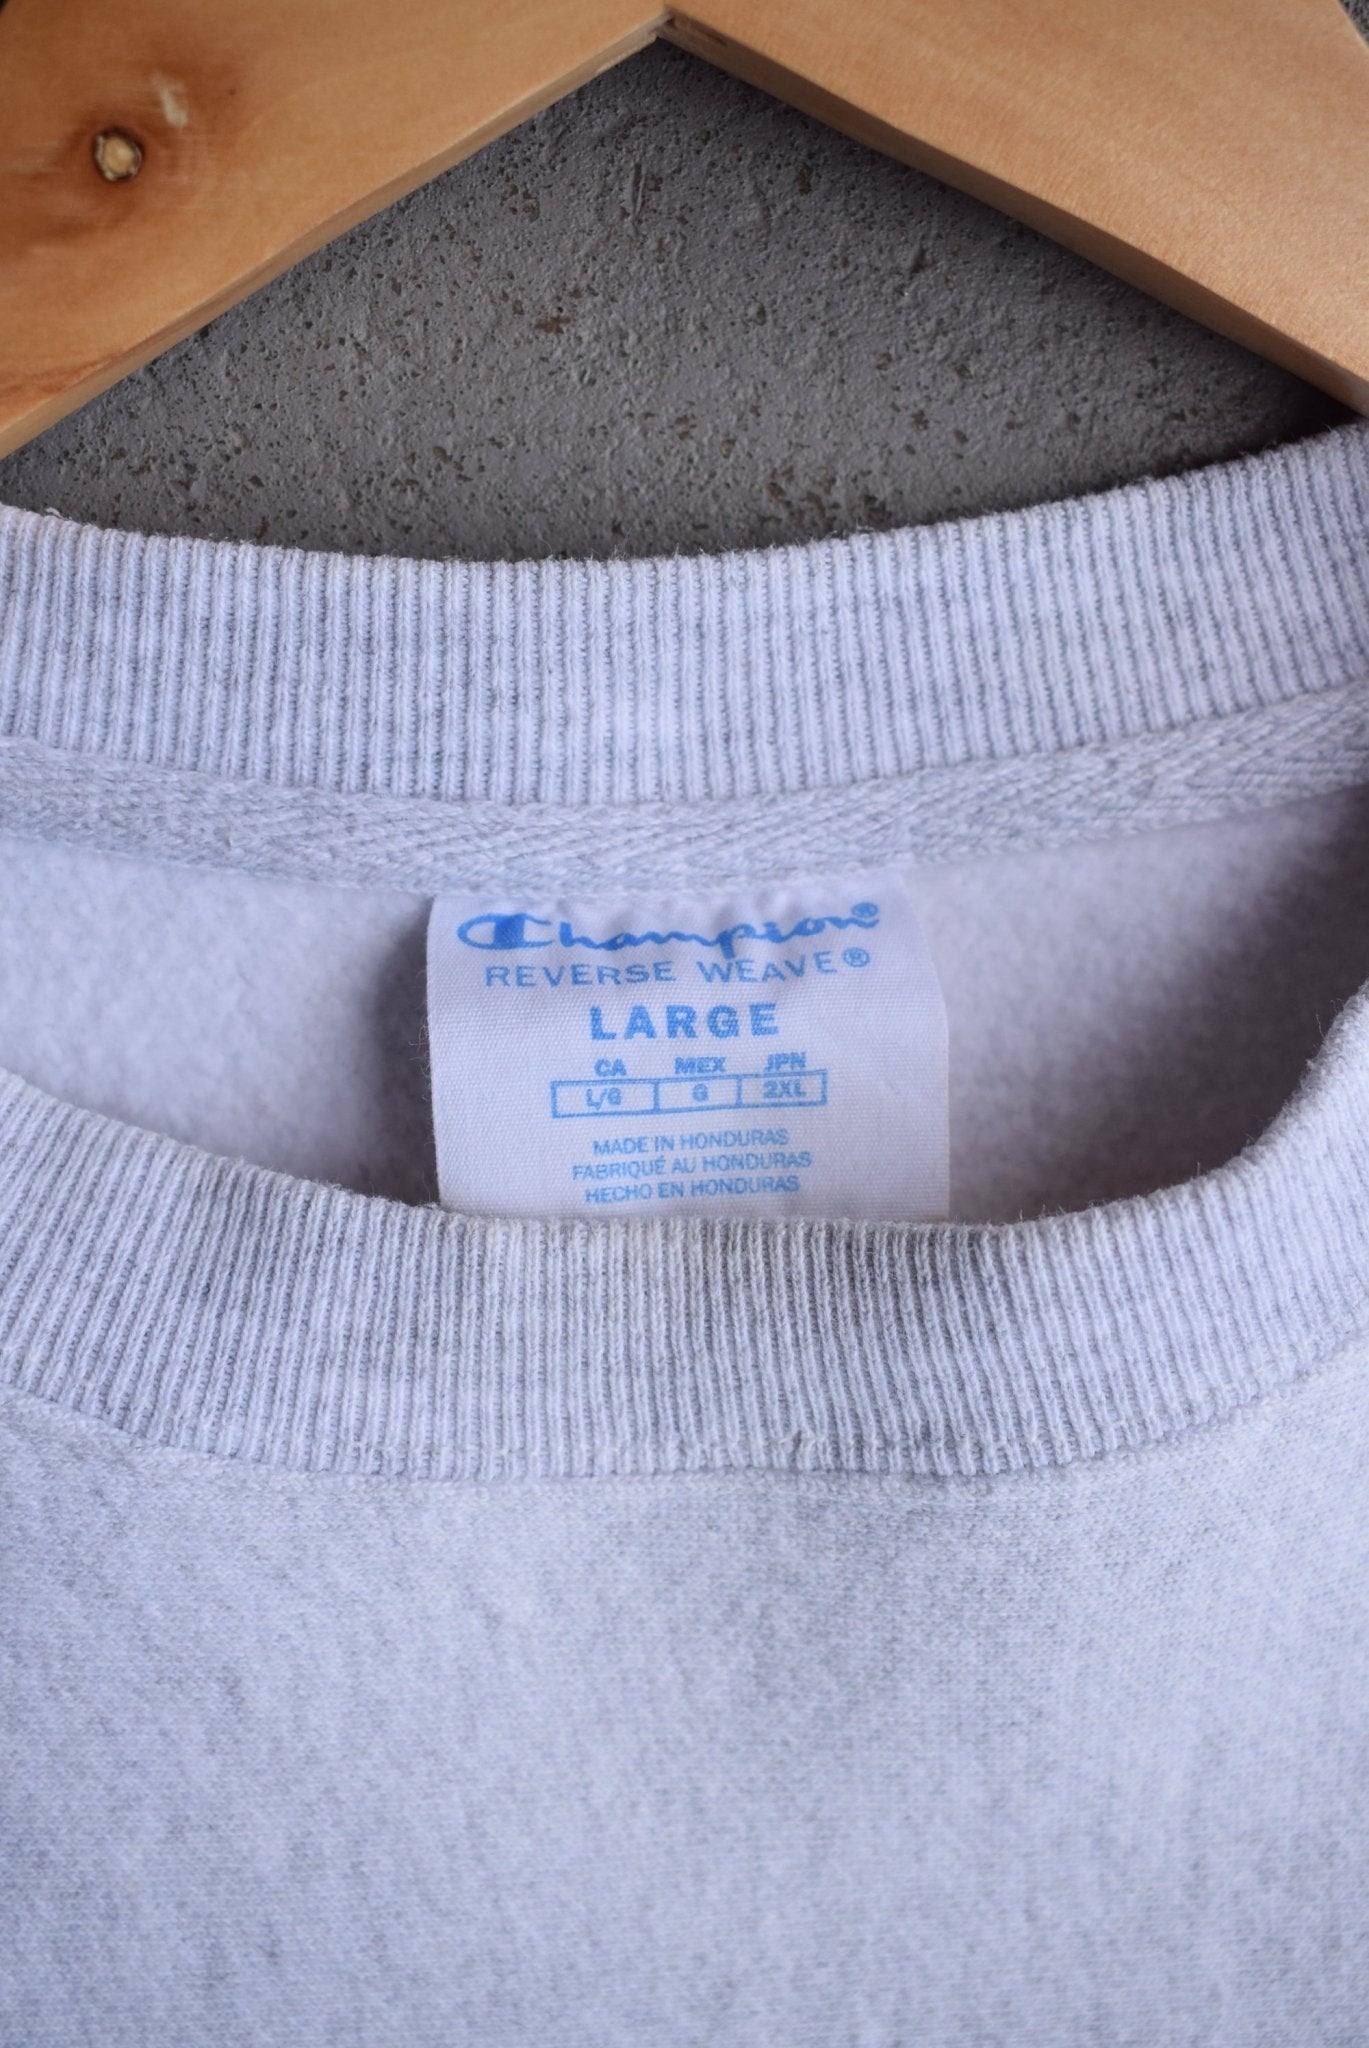 Champion®
REVERSE WEAVE®
LARGE
CA MEX JPN
L/G G 2XL
MADE IN HONDURAS
FABRIQUÉ AU HONDURAS
HECHO EN HONDURAS